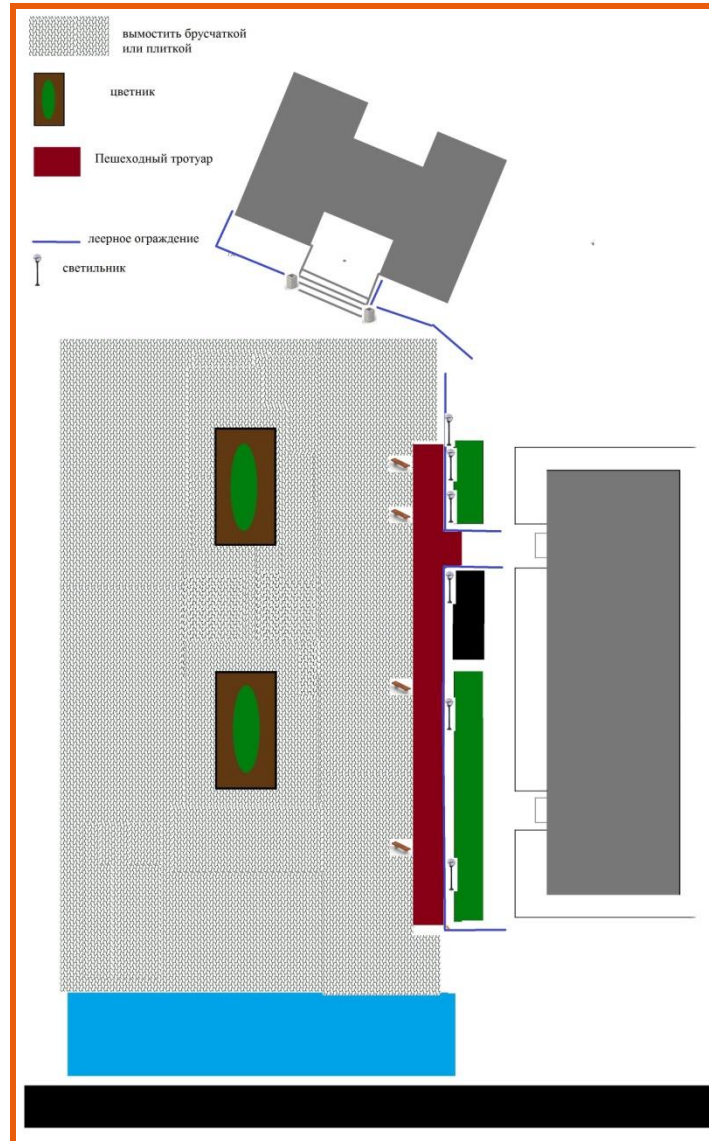 вымостить брусчаткой
или плиткой
цветник
Пешеходный тротуар
леерное ограждение
светильник